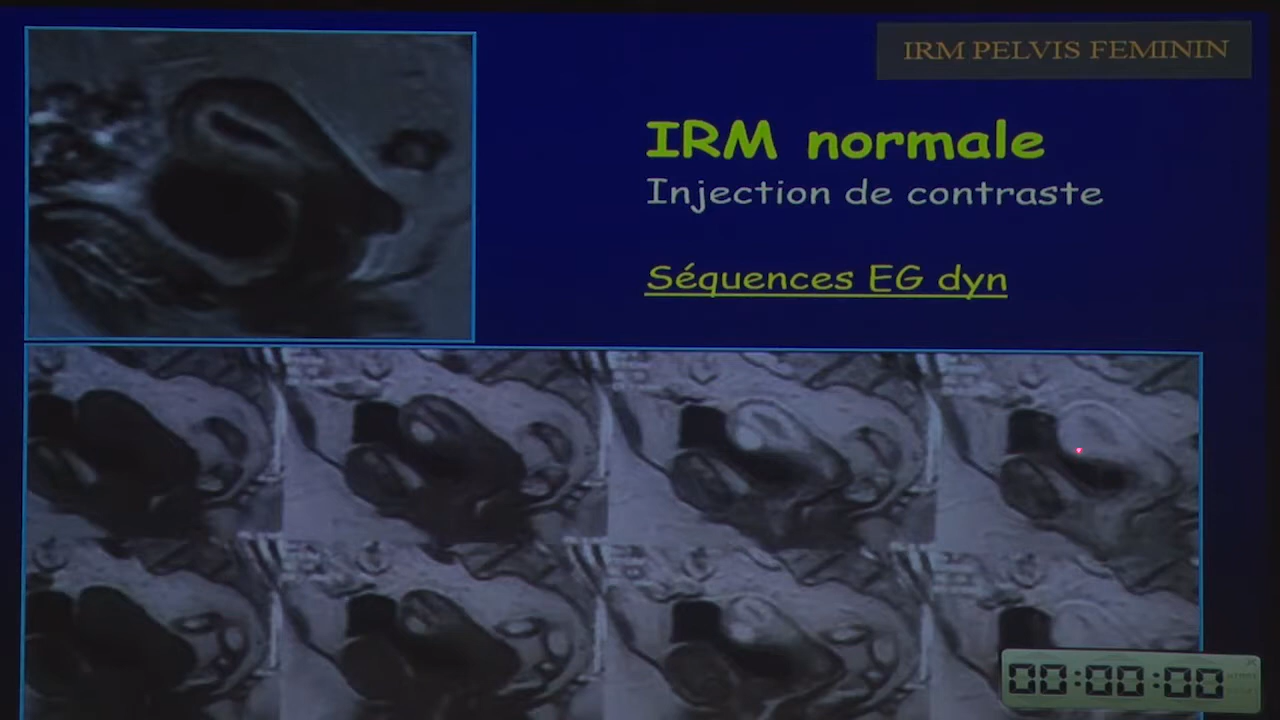 IRM PELVIS FEMININ
IRM normale
Injection de contraste
Séquences EG dyn
00:00:00